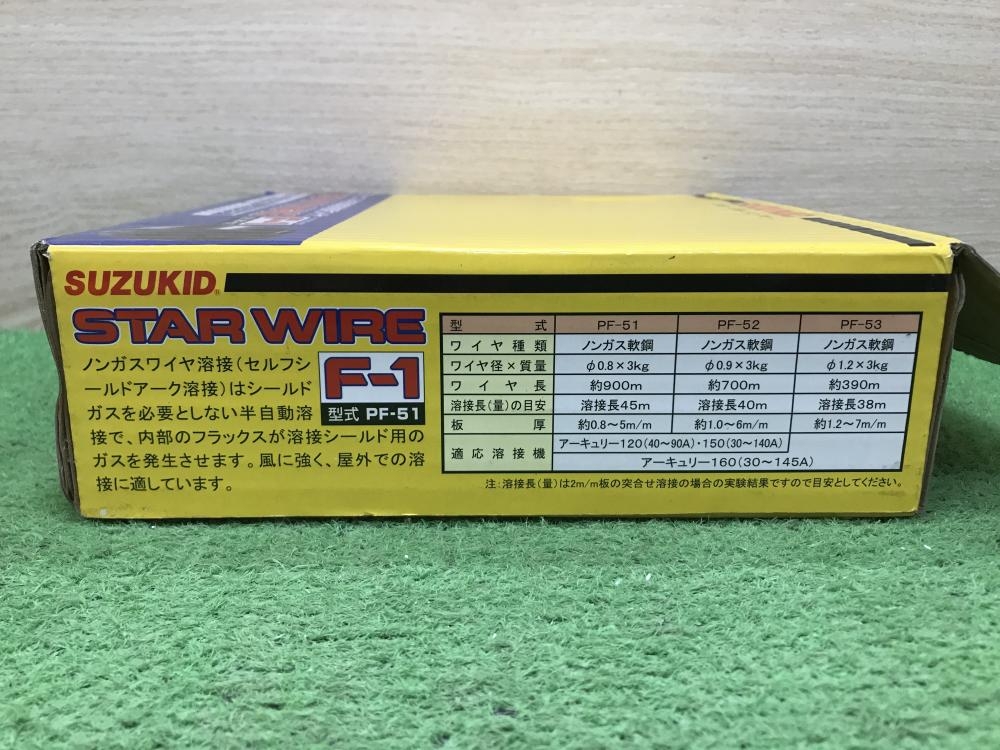 SUZUKID®
STAR WIRE
ノンガスワイヤ溶接(セルフシ
ールドアーク溶接)はシールド
ガスを必要としない半自動溶
接で、内部のフラックスが溶接シールド用の
ガスを発生させます。風に強く、屋外での溶
接に適しています。
F-1
型式 PF-51
型式 PF-51 PF-52 PF-53
ワイヤ種類 ノンガス軟鋼 ノンガス軟鋼 ノンガス軟鋼
ワイヤ径×質量 φ0.8×3kg φ0.9×3kg φ1.2×3kg
ワイヤ長 約900m 約700m 約390m
溶接長(量)の目安 溶接長45m 溶接長40m 溶接長38m
板厚 約0.8〜5m/m 約1.0〜6m/m 約1.2〜7m/m
適応溶接機 アーキュリー120(40〜90A)・150(30〜140A)
アーキュリー160(30〜145A)
注:溶接長(量)は2m/m板の突合せ溶接の場合の実験結果ですので目安としてください。